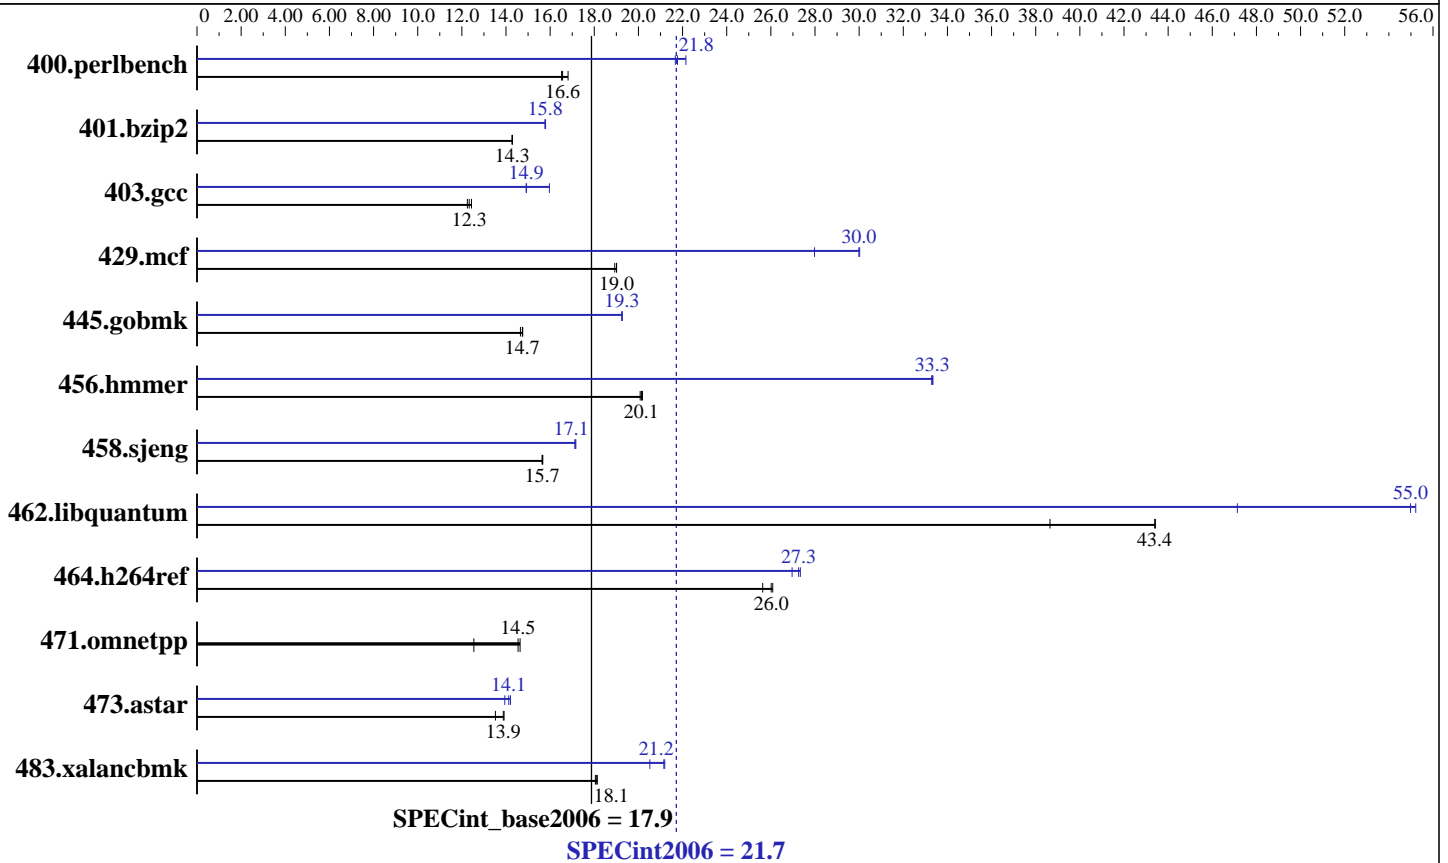 0 2.00 4.00 6.00 8.00 10.0 12.0 14.0 16.0 18.0 20.0 22.0 24.0 26.0 28.0 30.0 32.0 34.0 36.0 38.0 40.0 42.0 44.0 46.0 48.0 50.0 52.0 56.0
21.8
400.perlbench
16.6
15.8
401.bzip2
14.3
14.9
403.gcc
12.3
30.0
429.mcf
19.0
19.3
445.gobmk
14.7
33.3
456.hmmer
20.1
17.1
458.sjeng
15.7
55.0
462.libquantum
43.4
27.3
464.h264ref
26.0
14.5
471.omnetpp
14.1
473.astar
13.9
21.2
483.xalancbmk
18.1
SPECint_base2006 = 17.9
SPECint2006 = 21.7